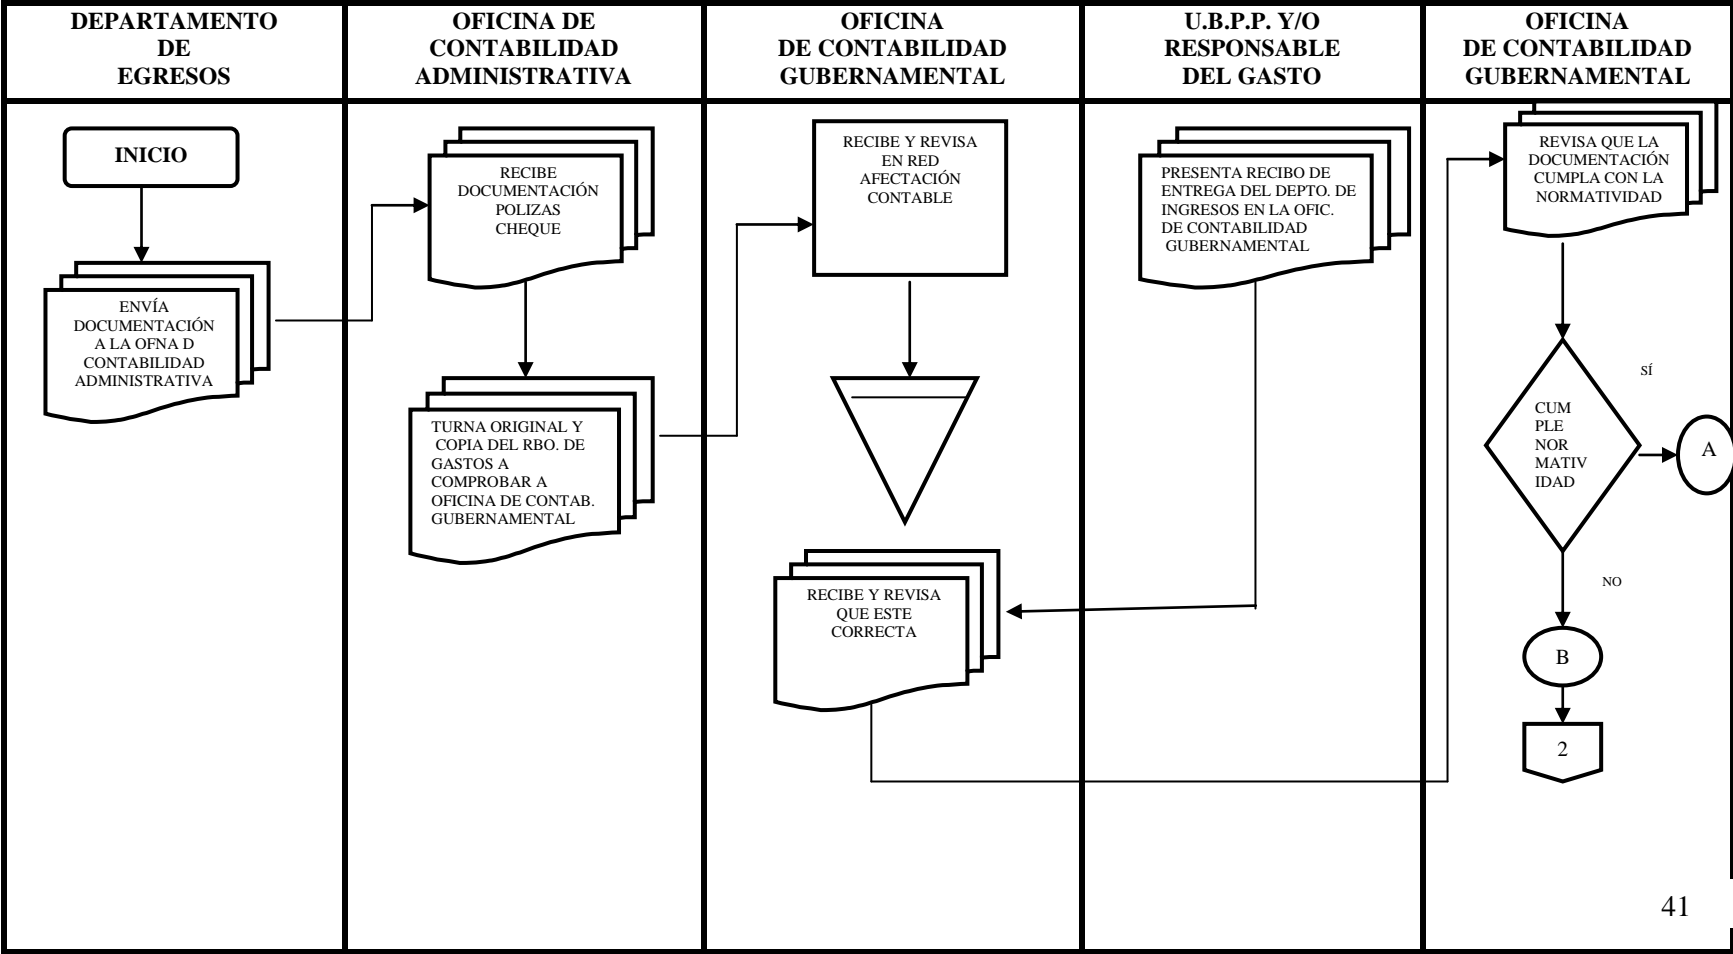 DEPARTAMENTO
DE
EGRESOS
OFICINA DE
CONTABILIDAD
ADMINISTRATIVA
OFICINA
DE CONTABILIDAD
GUBERNAMENTAL
U.B.P.P. Y/O
RESPONSABLE
DEL GASTO
OFICINA
DE CONTABILIDAD
GUBERNAMENTAL
INICIO
ENVÍA
DOCUMENTACIÓN
A LA OFNA D
CONTABILIDAD
ADMINISTRATIVA
RECIBE
DOCUMENTACIÓN
POLIZAS
CHEQUE
TURNA ORIGINAL Y
COPIA DEL RBO. DE
GASTOS A
COMPROBAR A
OFICINA DE CONTAB.
GUBERNAMENTAL
RECIBE Y REVISA
EN RED
AFECTACIÓN
CONTABLE
RECIBE Y REVISA
QUE ESTE
CORRECTA
PRESENTA RECIBO DE
ENTREGA DEL DEPTO. DE
INGRESOS EN LA OFIC.
DE CONTABILIDAD
GUBERNAMENTAL
REVISA QUE LA
DOCUMENTACIÓN
CUMPLA CON LA
NORMATIVIDAD
SÍ
CUM
PLE
NOR
MATIV
IDAD
A
NO
B
2
41